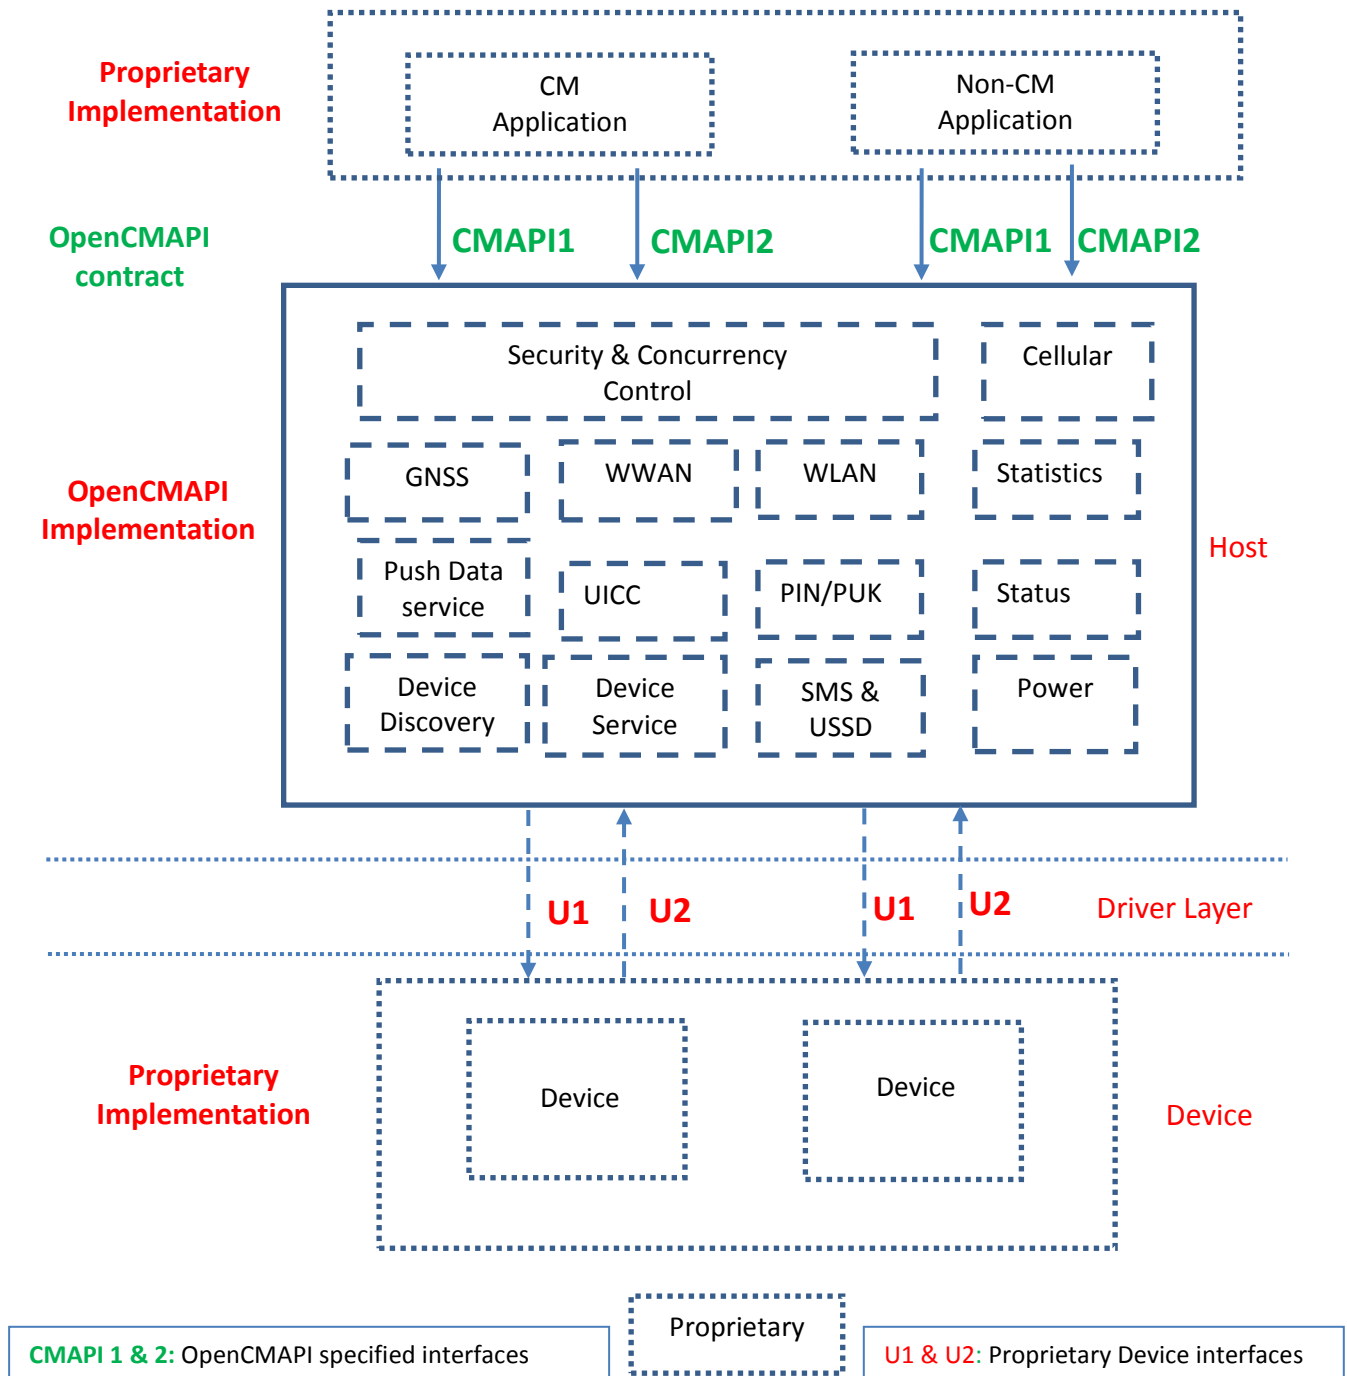 Proprietary
Implementation
CM
Application
Non-CM
Application
OpenCMAPI
contract
CMAPI1
CMAPI2
CMAPI1
CMAPI2
Security & Concurrency
Control
Cellular
GNSS
WWAN
WLAN
Statistics
OpenCMAPI
Implementation
Host
Push Data
service
UICC
PIN/PUK
Status
Device
Discovery
Device
Service
SMS &
USSD
Power
U1
U2
U1
U2
Driver Layer
Proprietary
Implementation
Device
Device
Device
Proprietary
CMAPI 1 & 2: OpenCMAPI specified interfaces
U1 & U2: Proprietary Device interfaces